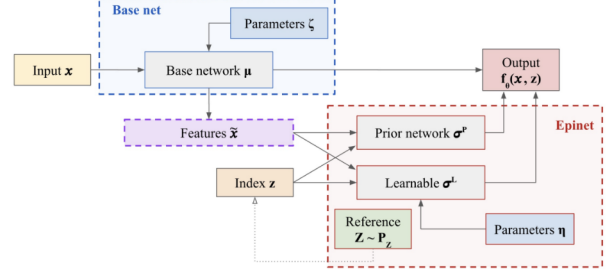 Base net
Parameters ζ
Input x
Base network μ
Output
f_θ(x, z)
Features x̃
Prior network σ^P
Epinet
Index z
Learnable σ^L
Reference
Z ~ P_Z
Parameters η